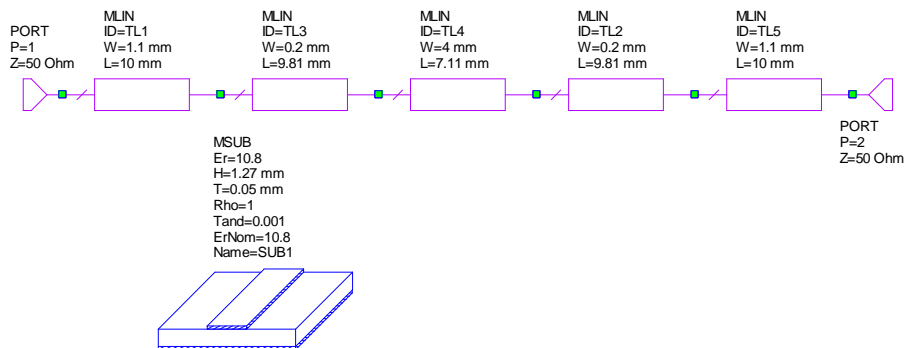 PORT
P=1
Z=50 Ohm
MLIN
ID=TL1
W=1.1 mm
L=10 mm
MLIN
ID=TL3
W=0.2 mm
L=9.81 mm
MLIN
ID=TL4
W=4 mm
L=7.11 mm
MLIN
ID=TL2
W=0.2 mm
L=9.81 mm
MLIN
ID=TL5
W=1.1 mm
L=10 mm
PORT
P=2
Z=50 Ohm
MSUB
Er=10.8
H=1.27 mm
T=0.05 mm
Rho=1
Tand=0.001
ErNom=10.8
Name=SUB1